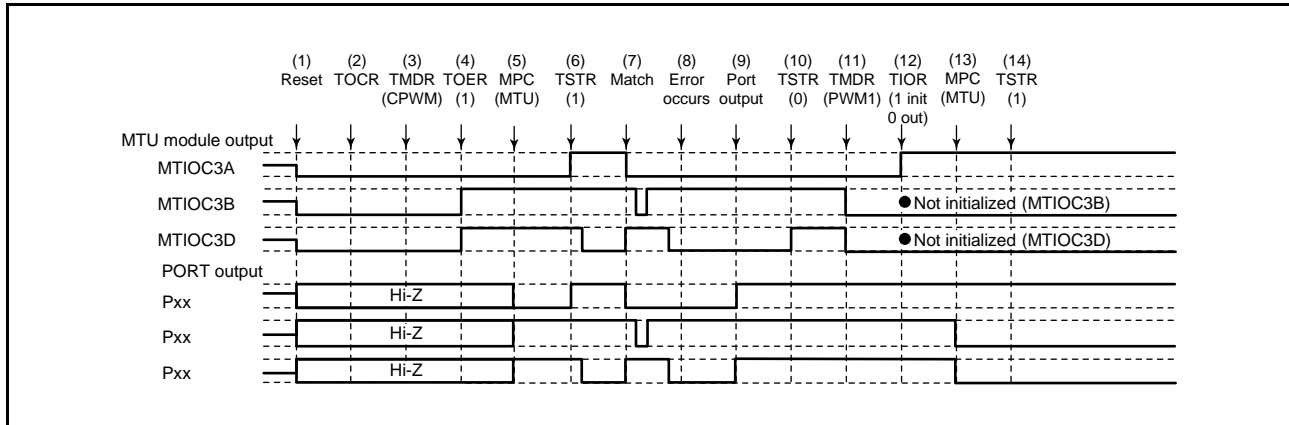 (1) (2) (3) (4) (5) (6) (7) (8) (9) (10) (11) (12) (13) (14)
Reset TOCR TMDR TOER MPC TSTR Match Error Port TSTR TMDR TIOR MPC TSTR
(CPWM) (1) (MTU) (1) occurs output (0) (PWM1) (1 init (MTU) (1)
0 out)
MTU module output
MTIOC3A
MTIOC3B ●Not initialized (MTIOC3B)
MTIOC3D ●Not initialized (MTIOC3D)
PORT output
Pxx Hi-Z
Pxx Hi-Z
Pxx Hi-Z